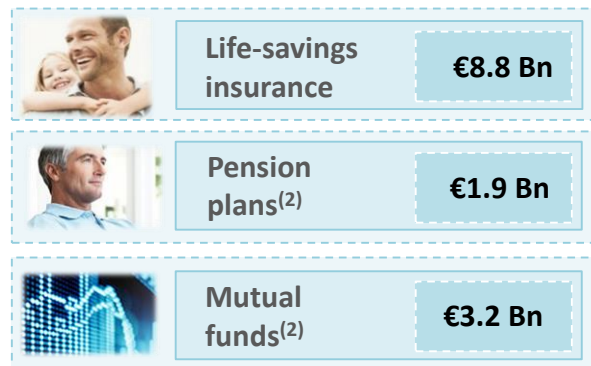 Life-savings
insurance
€8.8 Bn
Pension
plans(2)
€1.9 Bn
Mutual
funds(2)
€3.2 Bn